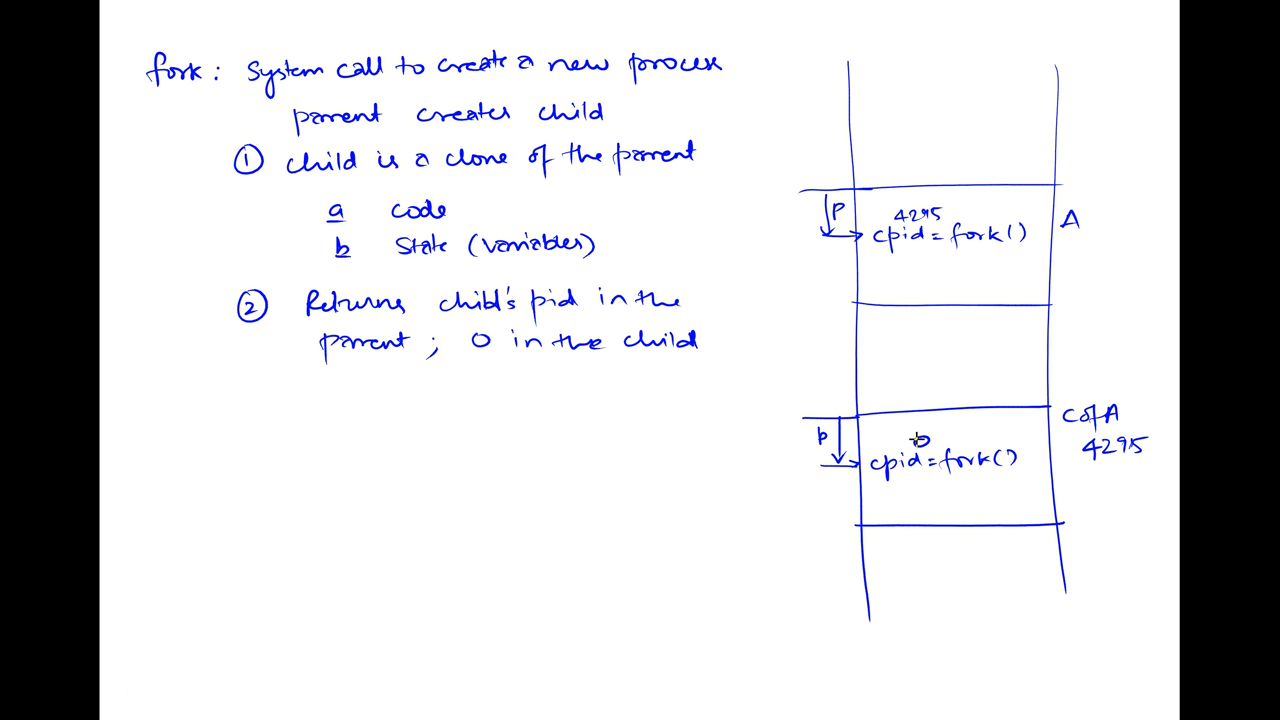 fork: System call to create a new process
parent creates child
① child is a clone of the parent
a code
b State (variables)
② Returns child's pid in the
parent; 0 in the child
P
4295
cpid = fork()
A
p
0
cpid = fork()
C of A
4295